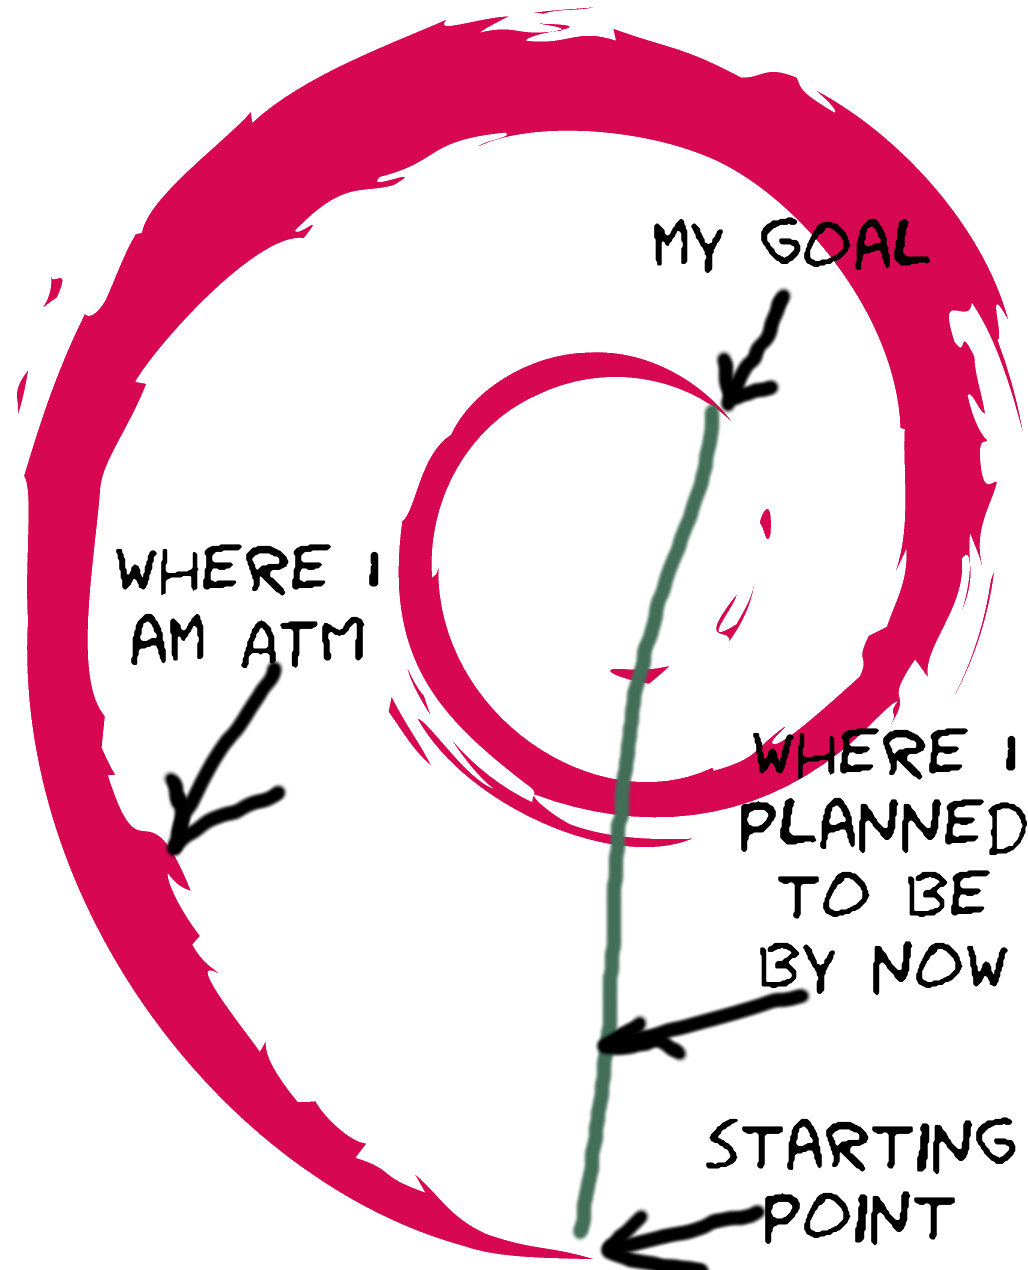 MY GOAL
WHERE I
AM ATM
WHERE I
PLANNED
TO BE
BY NOW
STARTING
POINT